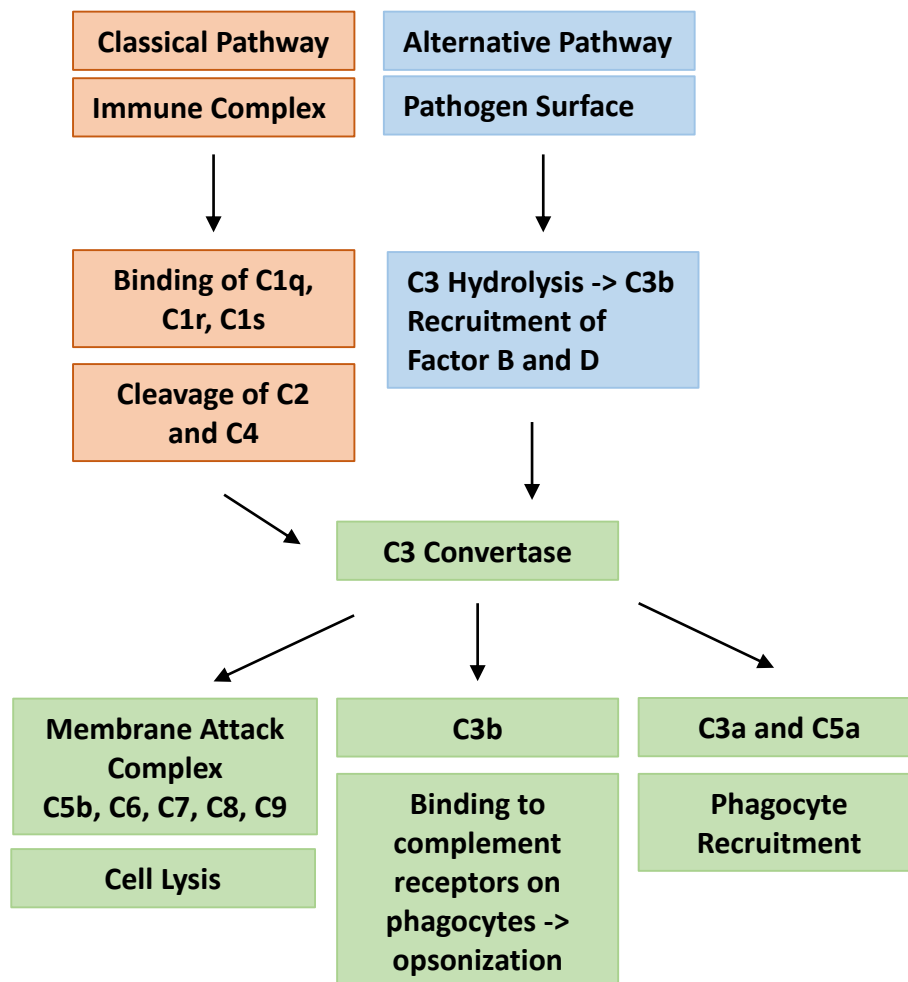 Classical Pathway
Immune Complex
Alternative Pathway
Pathogen Surface
Binding of C1q,
C1r, C1s
Cleavage of C2
and C4
C3 Hydrolysis -> C3b
Recruitment of
Factor B and D
C3 Convertase
Membrane Attack
Complex
C5b, C6, C7, C8, C9
Cell Lysis
C3b
Binding to
complement
receptors on
phagocytes ->
opsonization
C3a and C5a
Phagocyte
Recruitment